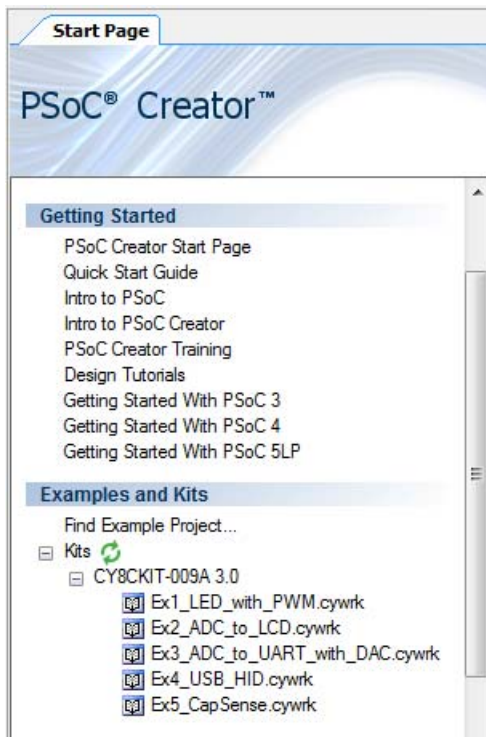 Start Page
PSoC® Creator™
Getting Started
PSoC Creator Start Page
Quick Start Guide
Intro to PSoC
Intro to PSoC Creator
PSoC Creator Training
Design Tutorials
Getting Started With PSoC 3
Getting Started With PSoC 4
Getting Started With PSoC 5LP
Examples and Kits
Find Example Project...
Kits
CY8CKIT-009A 3.0
Ex1_LED_with_PWM.cywrk
Ex2_ADC_to_LCD.cywrk
Ex3_ADC_to_UART_with_DAC.cywrk
Ex4_USB_HID.cywrk
Ex5_CapSense.cywrk